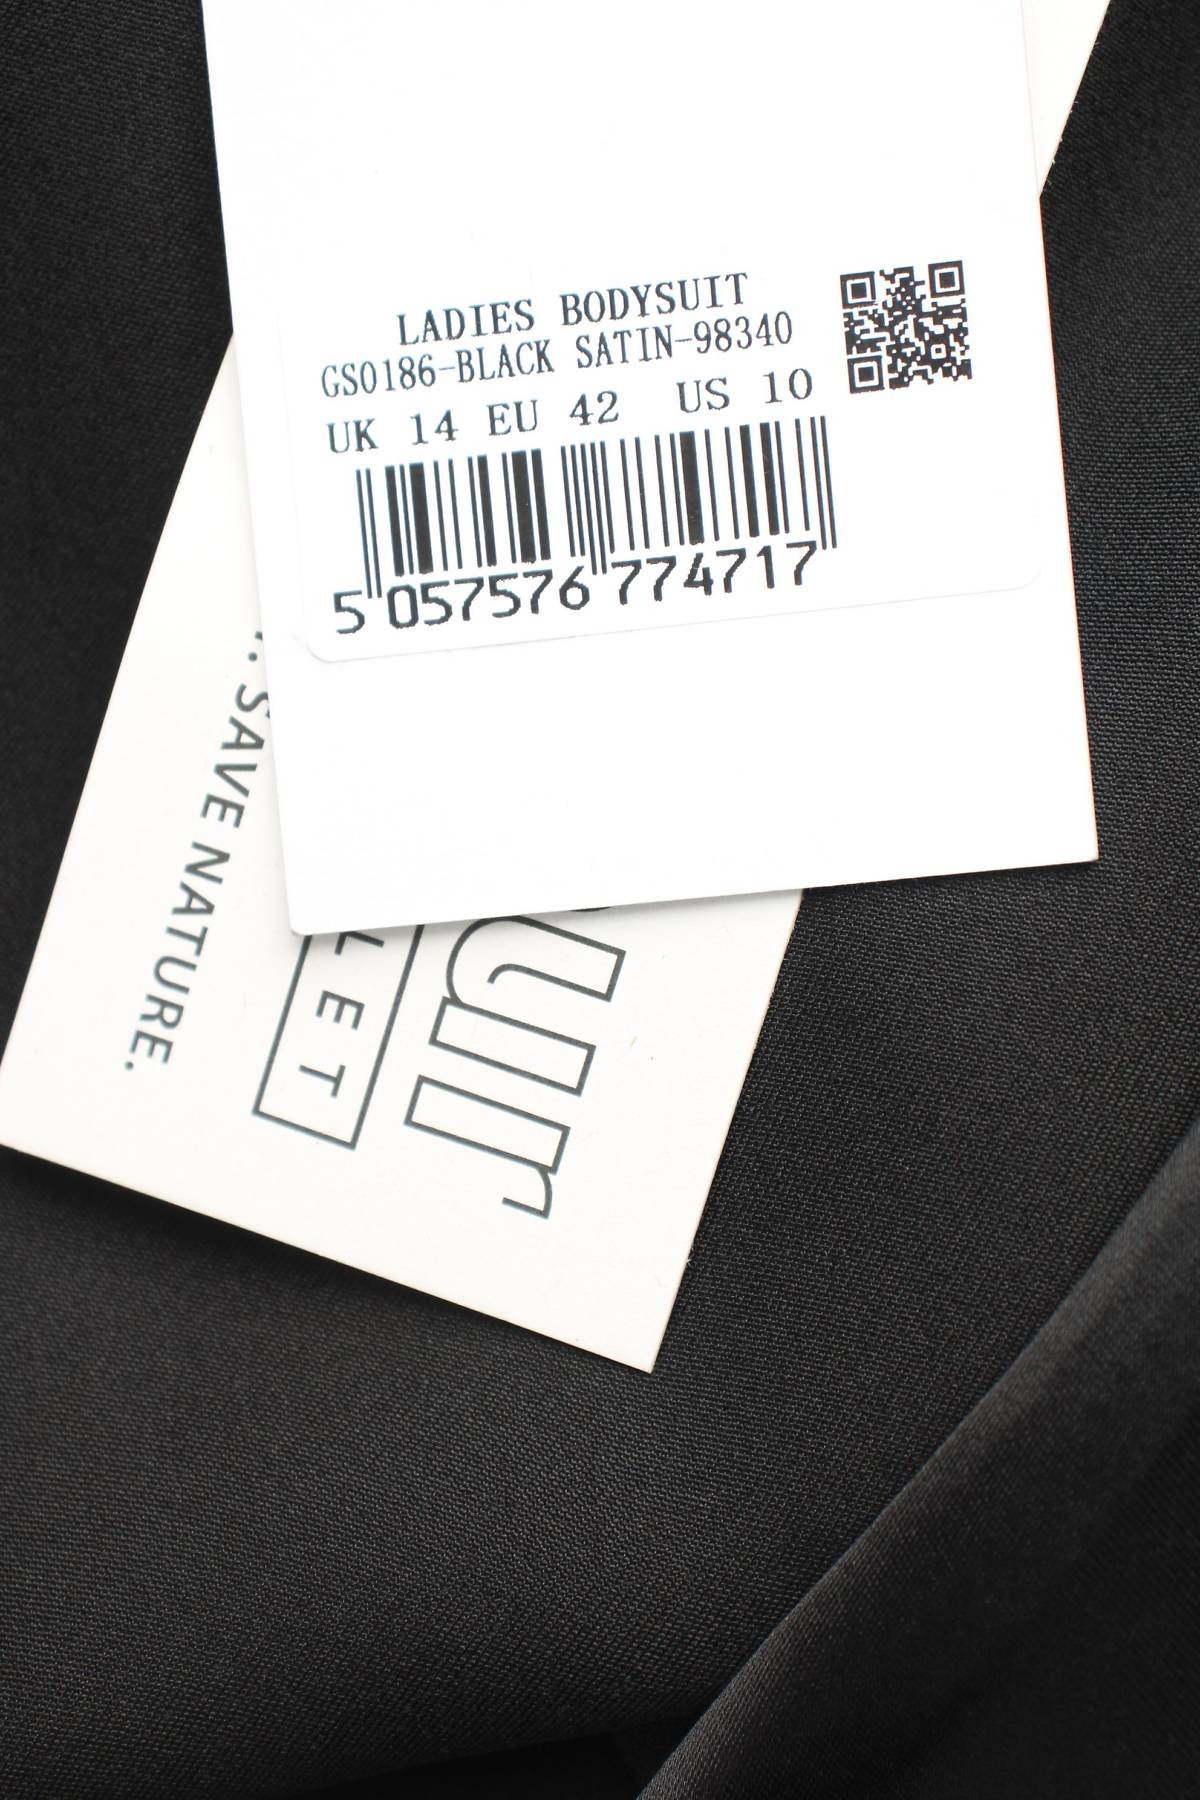 LADIES BODYSUIT
GS0186-BLACK SATIN-98340
UK 14 EU 42 US 10
5 057576 774717
. SAVE NATURE.
LET